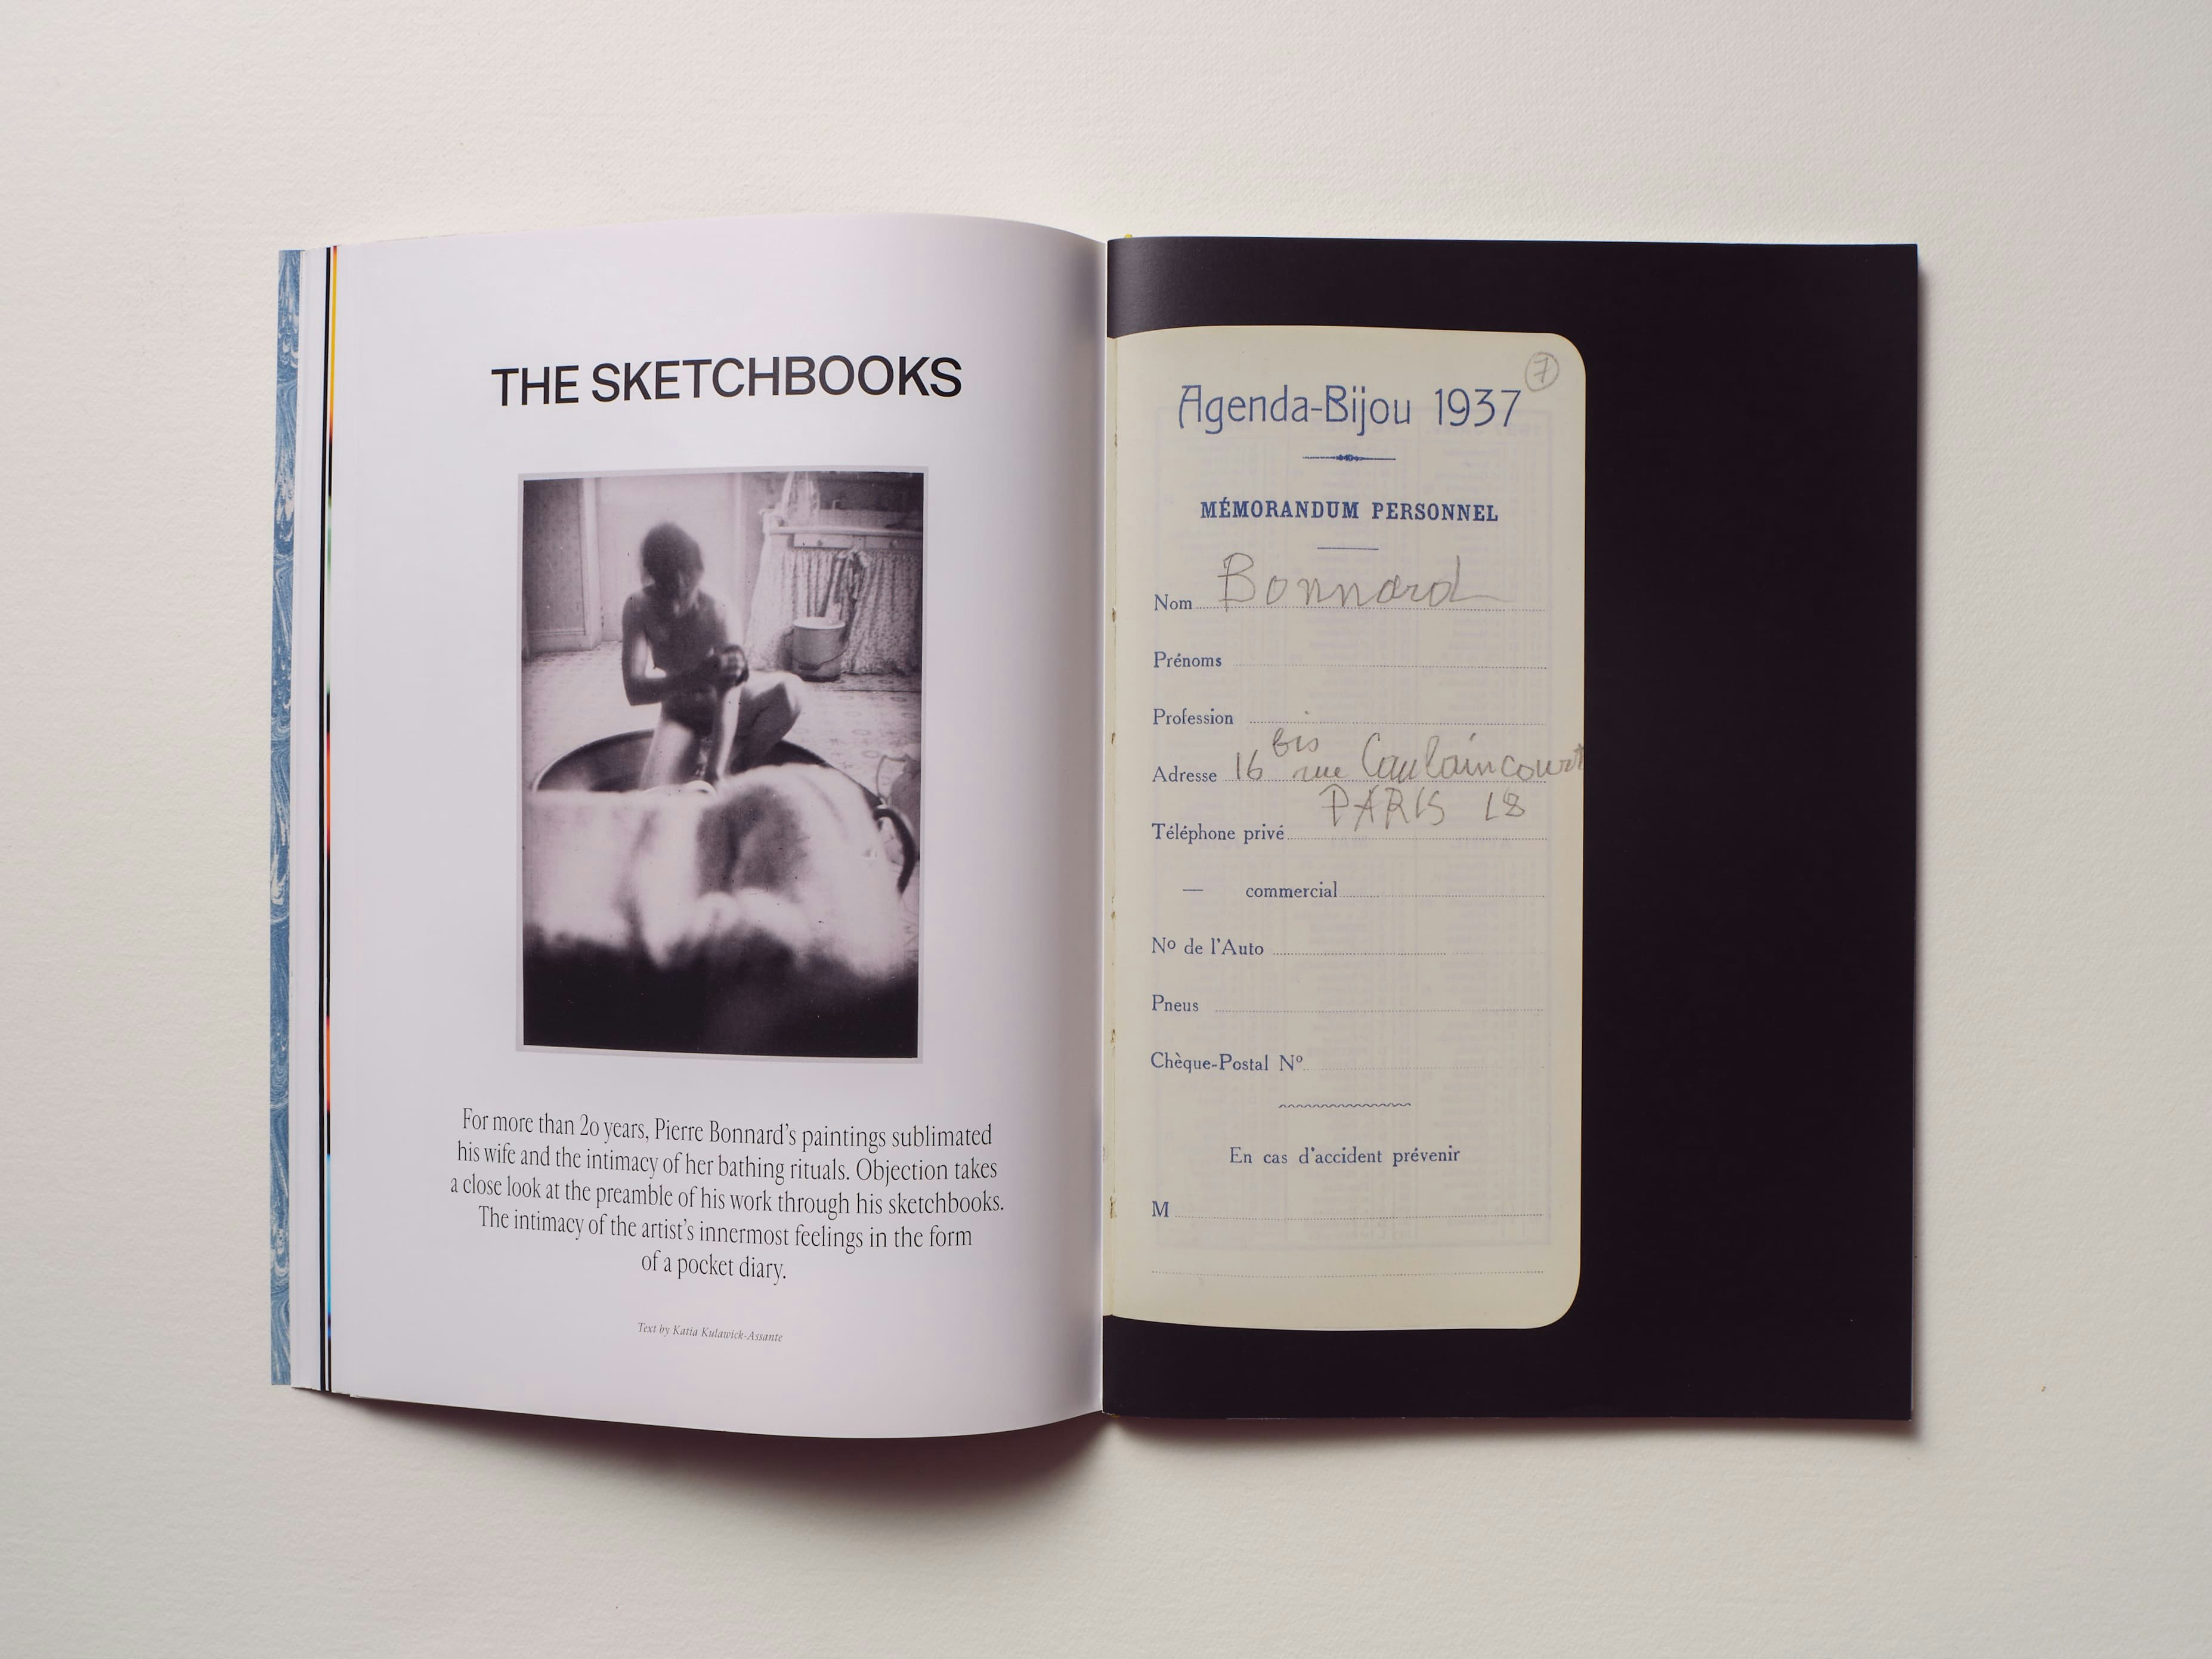 THE SKETCHBOOKS
For more than 20 years, Pierre Bonnard's paintings sublimated
his wife and the intimacy of her bathing rituals. Objection takes
a close look at the preamble of his work through his sketchbooks.
The intimacy of the artist's innermost feelings in the form
of a pocket diary.
Text by Katia Kulawick-Assante
7
Agenda-Bijou 1937
MÉMORANDUM PERSONNEL
Nom Bonnard
Prénoms
Profession
Adresse 16 bis rue Caulaincourt
PARIS 18
Téléphone privé
— commercial
Nº de l'Auto
Pneus
Chèque-Postal Nº
En cas d'accident prévenir
M